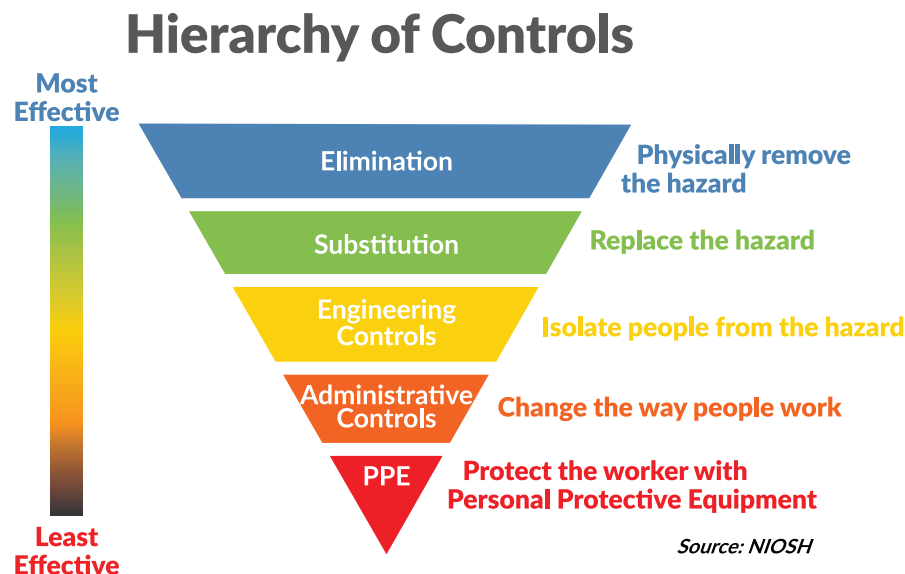 Hierarchy of Controls
Most
Effective
Elimination
Physically remove
the hazard
Substitution
Replace the hazard
Engineering
Controls
Isolate people from the hazard
Administrative
Controls
Change the way people work
PPE
Protect the worker with
Personal Protective Equipment
Least
Effective
Source: NIOSH